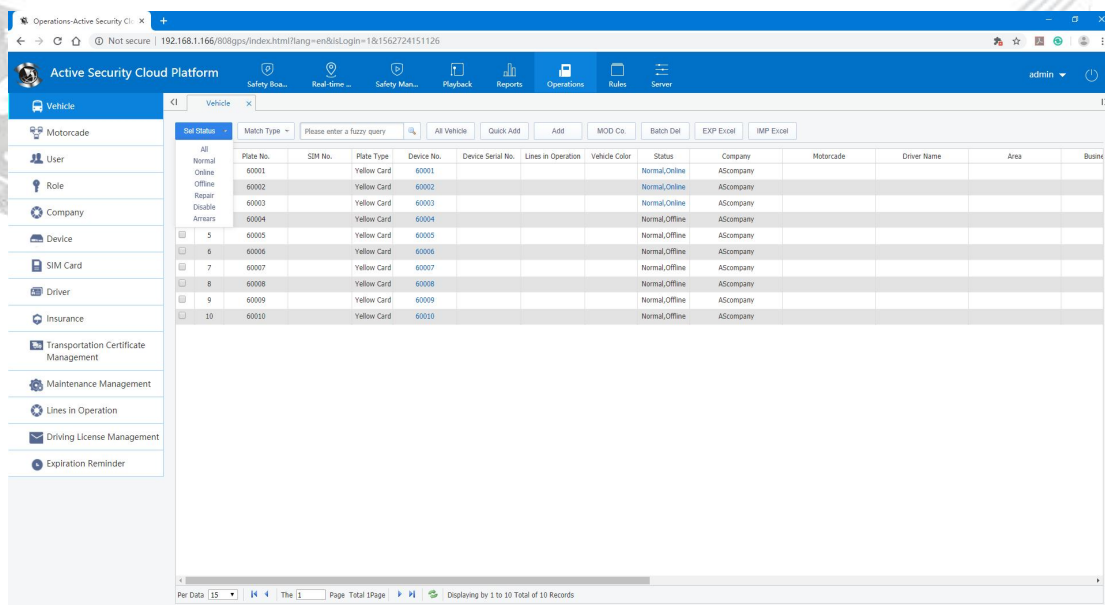 Operations-Active Security Clo
Not secure | 192.168.1.166/808gps/index.html?lang=en&isLogin=1&1562724151126
Active Security Cloud Platform
Safety Boa... Real-time ... Safety Man... Playback Reports Operations Rules Server
admin
Vehicle
Motorcade
User
Role
Company
Device
SIM Card
Driver
Insurance
Transportation Certificate
Management
Maintenance Management
Lines in Operation
Driving License Management
Expiration Reminder
Vehicle
Sel Status Match Type Please enter a fuzzy query All Vehicle Quick Add Add MOD Co. Batch Del EXP Excel IMP Excel
All
Normal
Online
Offline
Repair
Disable
Arrears
Plate No. SIM No. Plate Type Device No. Device Serial No. Lines in Operation Vehicle Color Status Company Motorcade Driver Name Area Busine
60001 Yellow Card 60001 Normal,Online AScompany
60002 Yellow Card 60002 Normal,Online AScompany
60003 Yellow Card 60003 Normal,Online AScompany
60004 Yellow Card 60004 Normal,Offline AScompany
5 60005 Yellow Card 60005 Normal,Offline AScompany
6 60006 Yellow Card 60006 Normal,Offline AScompany
7 60007 Yellow Card 60007 Normal,Offline AScompany
8 60008 Yellow Card 60008 Normal,Offline AScompany
9 60009 Yellow Card 60009 Normal,Offline AScompany
10 60010 Yellow Card 60010 Normal,Offline AScompany
Per Data 15 The 1 Page Total 1Page Displaying by 1 to 10 Total of 10 Records